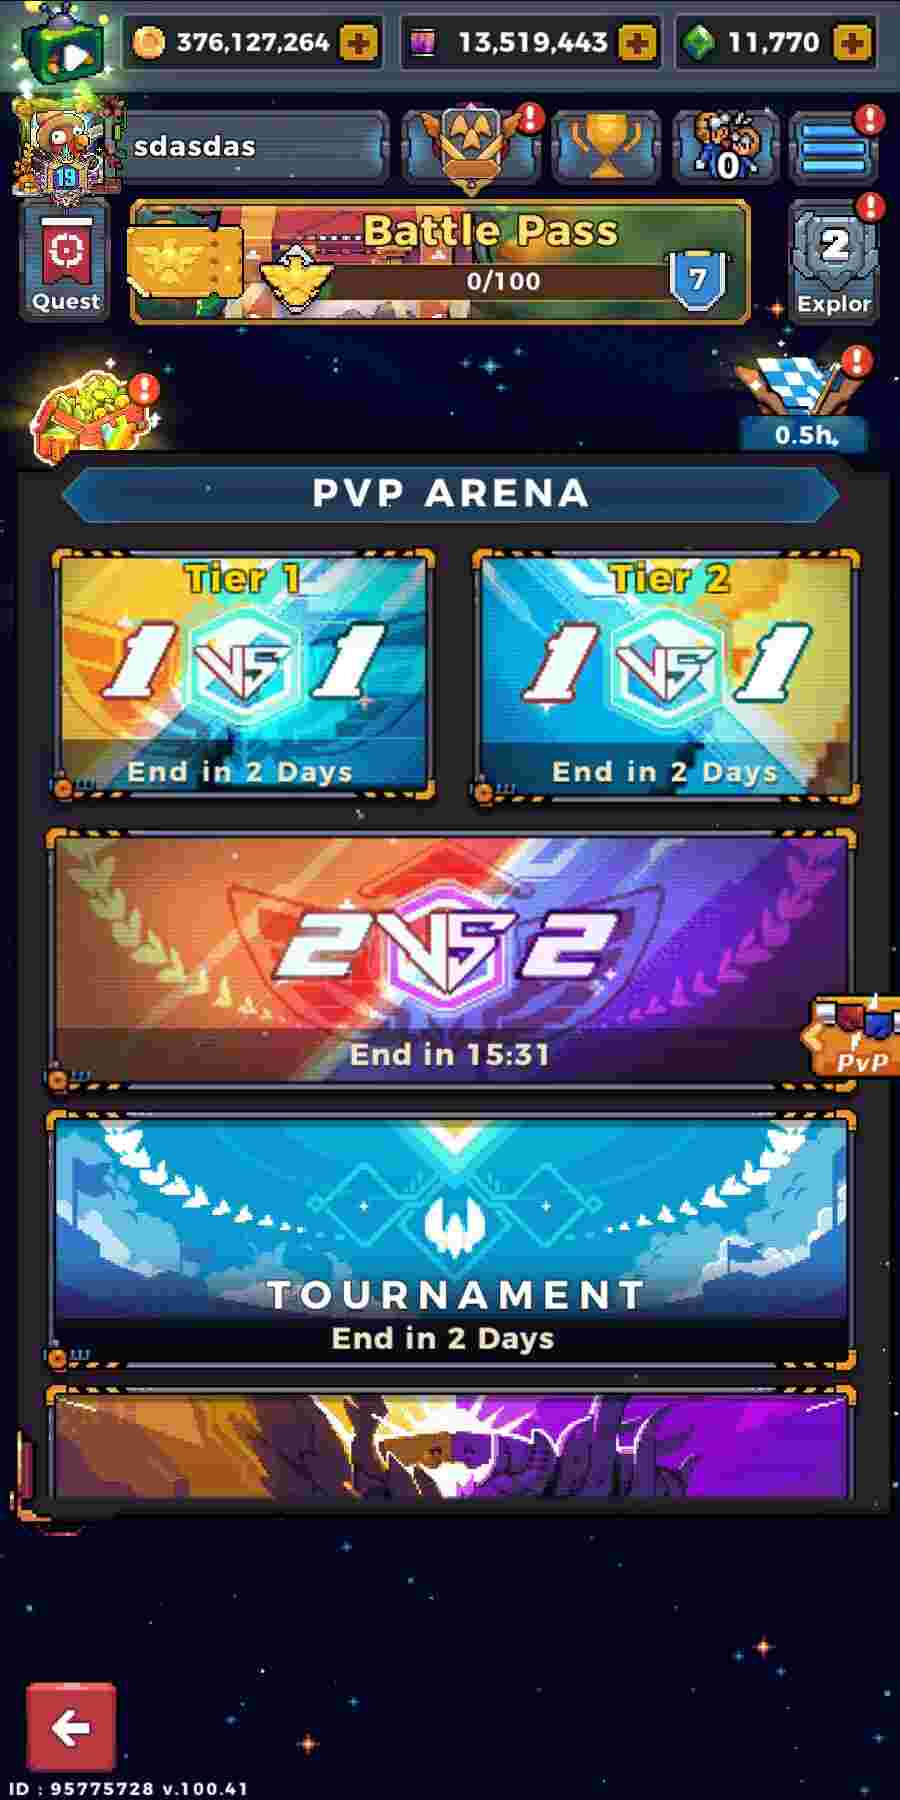 376,127,264
13,519,443
11,770
19
sdasdas
0
Quest
Battle Pass
0/100
7
2
Explor
0.5h
PVP ARENA
Tier 1
1 VS 1
End in 2 Days
Tier 2
1 VS 1
End in 2 Days
2 VS 2
End in 15:31
PvP
TOURNAMENT
End in 2 Days
ID : 95775728 v.100.41